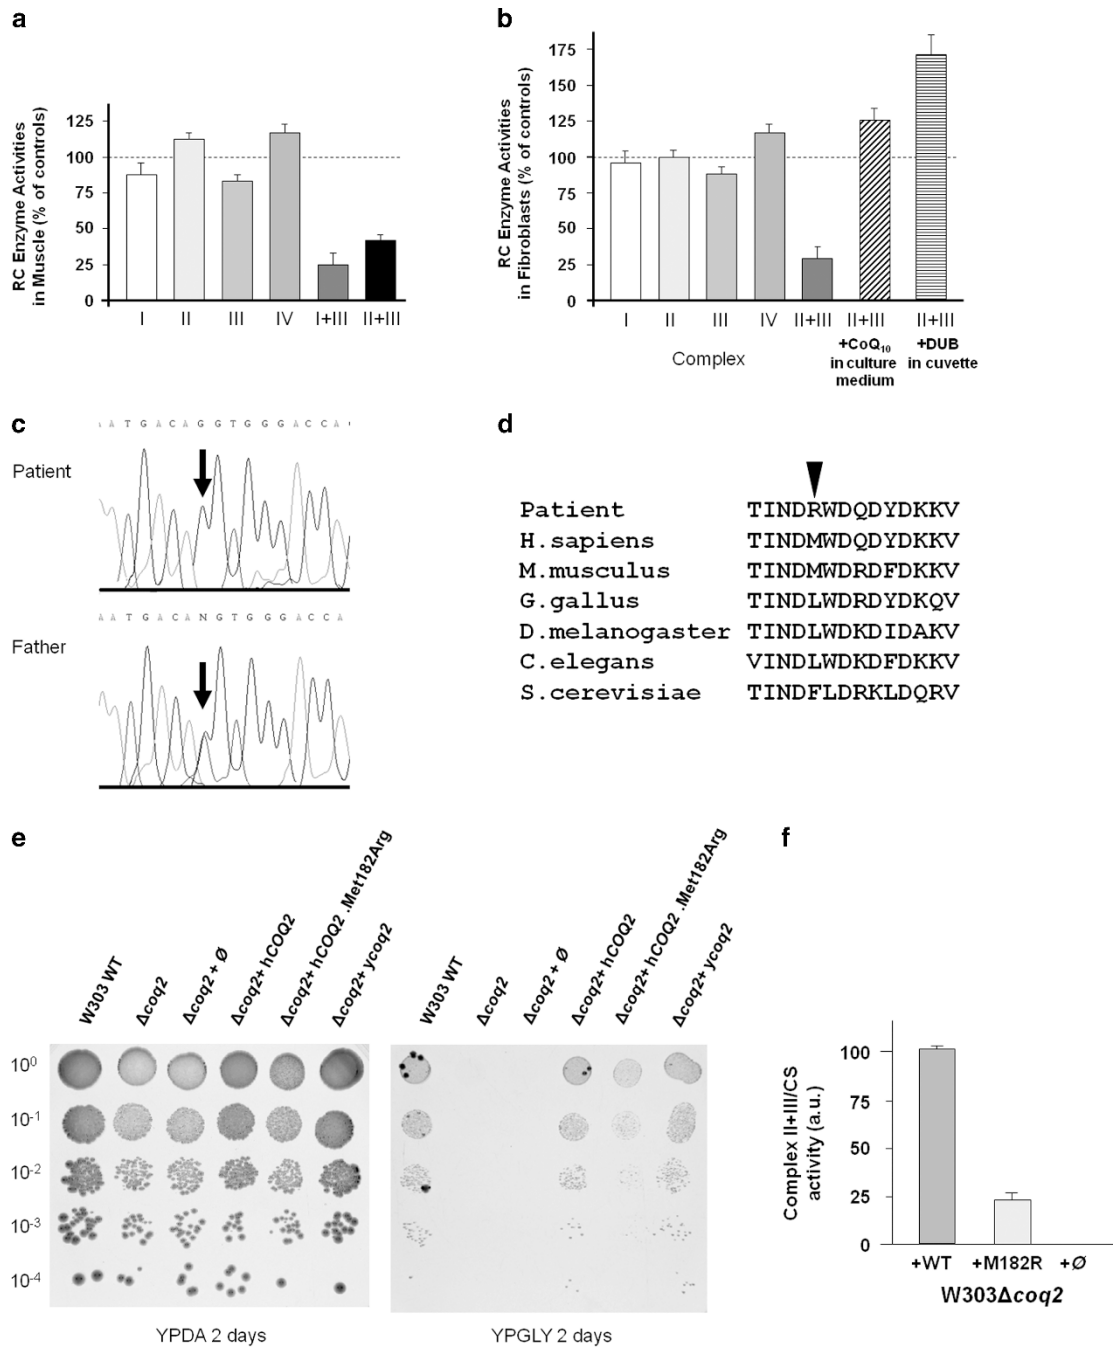 a
RC Enzyme Activities
in Muscle (% of controls)
125
100
75
50
25
0
I II III IV I+III II+III
b
RC Enzyme Activities
in Fibroblasts (% of controls)
175
150
125
100
75
50
25
0
I II III IV II+III II+III II+III
+CoQ10
in culture
medium
+DUB
in cuvette
Complex
c
A T G A C A G G T G G G A C C A
Patient
A A T G A C A N G T G G G A C C A
Father
d
Patient TINDRWDQDYDKKV
H.sapiens TINDMWDQDYDKKV
M.musculus TINDMWDRDFDKKV
G.gallus TINDLWDRDYDKQV
D.melanogaster TINDLWDKDIDAKV
C.elegans VINDLWDKDFDKKV
S.cerevisiae TINDFLDRKLDQRV
e
W303 WT
Δcoq2
Δcoq2 + Ø
Δcoq2+ hCOQ2
Δcoq2+ hCOQ2 .Met182Arg
Δcoq2+ ycoq2
W303 WT
Δcoq2
Δcoq2 + Ø
Δcoq2+ hCOQ2
Δcoq2+ hCOQ2 .Met182Arg
Δcoq2+ ycoq2
10⁰
10⁻¹
10⁻²
10⁻³
10⁻⁴
YPDA 2 days
YPGLY 2 days
f
Complex II+III/CS
activity (a.u.)
100
75
50
25
0
+WT +M182R +Ø
W303Δcoq2